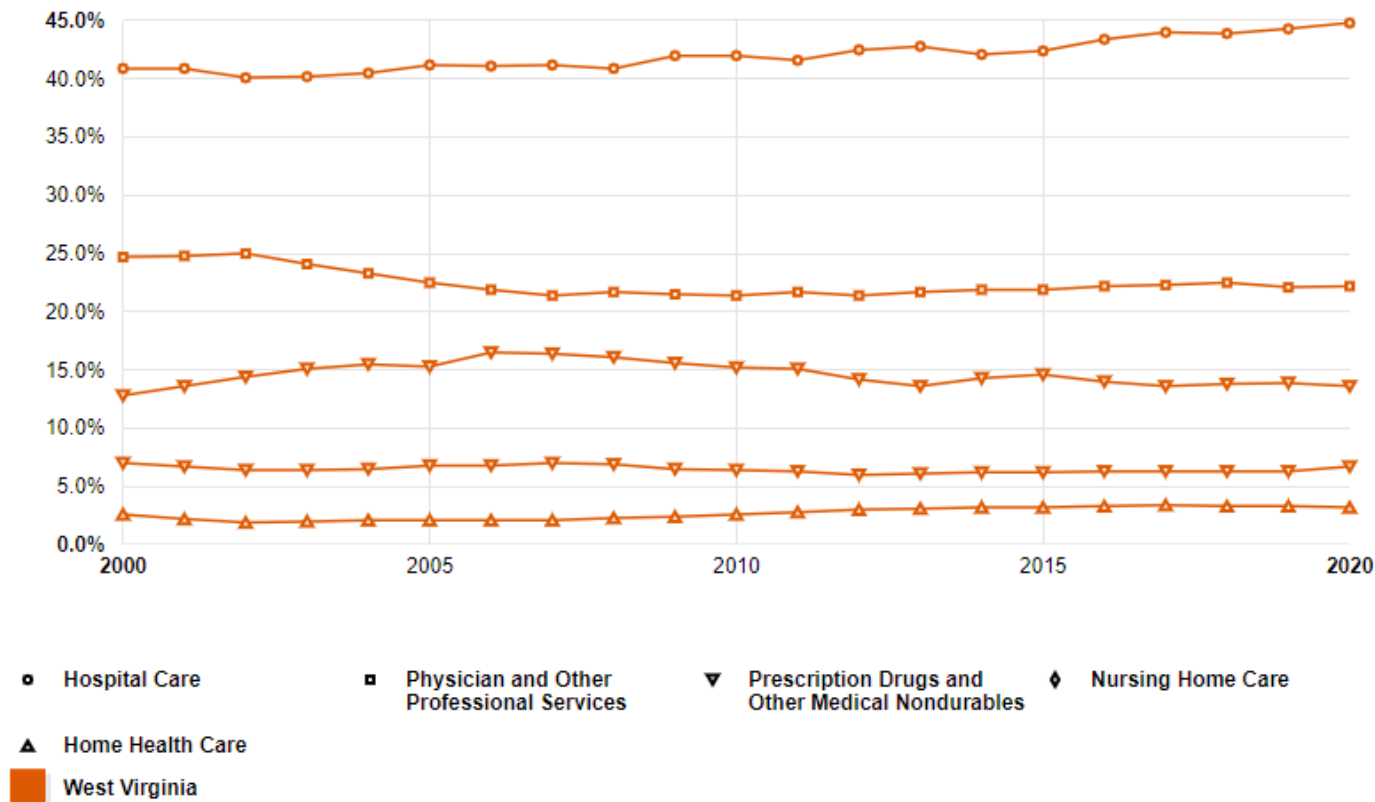 45.0%
40.0%
35.0%
30.0%
25.0%
20.0%
15.0%
10.0%
5.0%
0.0%
2000 2005 2010 2015 2020
Hospital Care
Physician and Other
Professional Services
Prescription Drugs and
Other Medical Nondurables
Nursing Home Care
Home Health Care
West Virginia